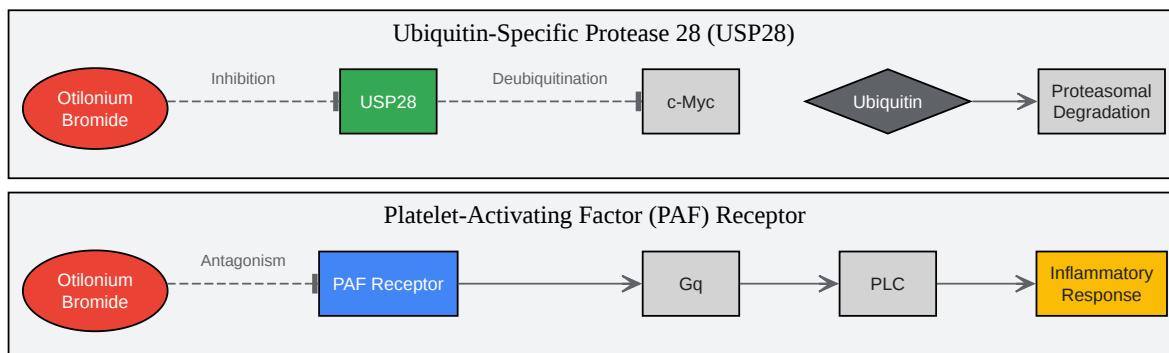 Ubiquitin-Specific Protease 28 (USP28)
Otilonium
Bromide
Inhibition
USP28
Deubiquitination
c-Myc
Ubiquitin
Proteasomal
Degradation
Platelet-Activating Factor (PAF) Receptor
Otilonium
Bromide
Antagonism
PAF Receptor
Gq
PLC
Inflammatory
Response